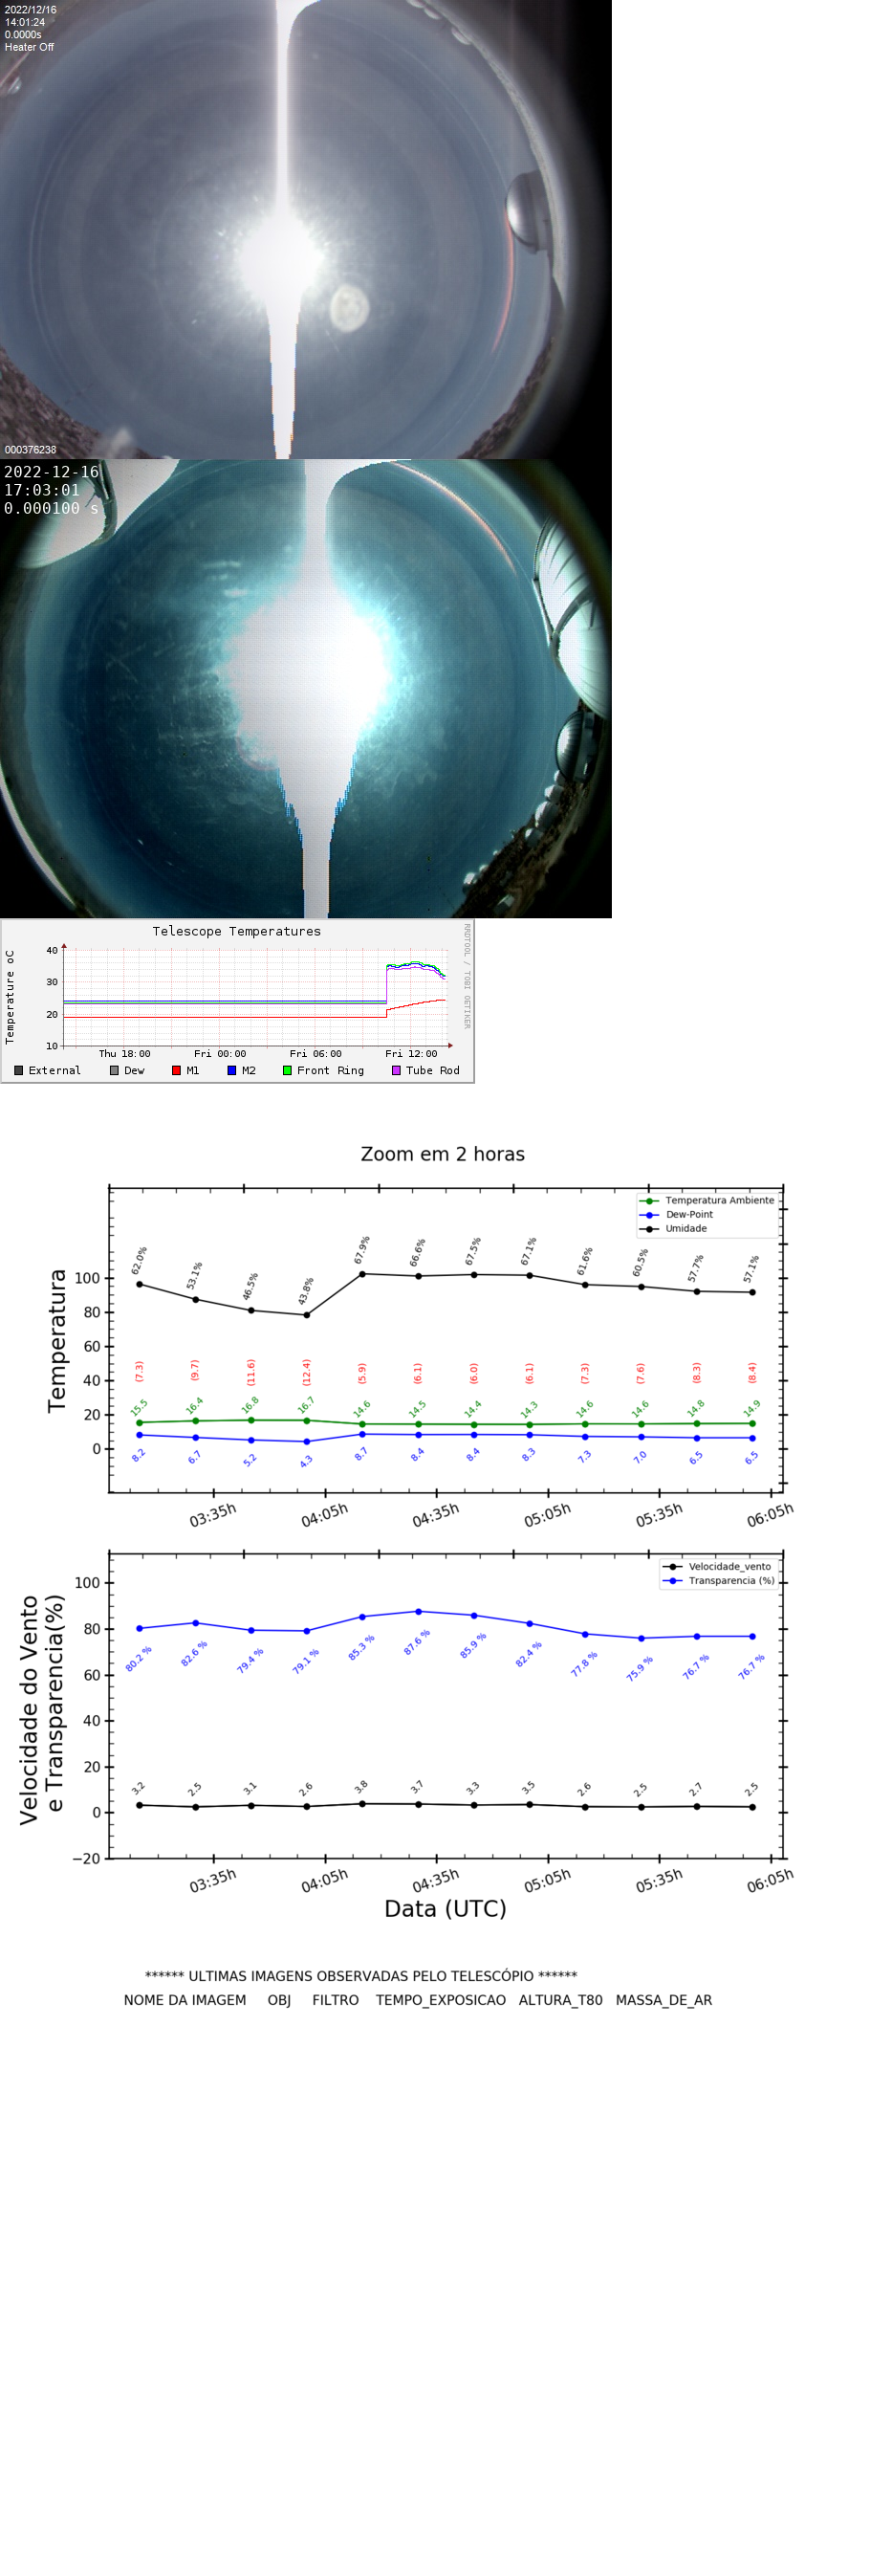 2022/12/16
14:01:24
0.0000s
Heater Off
000376238
2022-12-16
17:03:01
0.000100 s
Telescope Temperatures
RRDTOOL / TOBI OETIKER
Temperature oC
40
30
20
10
Thu 18:00 Fri 00:00 Fri 06:00 Fri 12:00
External Dew M1 M2 Front Ring Tube Rod
Zoom em 2 horas
Temperatura Ambiente
Dew-Point
Umidade
Temperatura
100
80
60
40
20
0
62.0% 53.1% 46.5% 43.8% 67.9% 66.6% 67.5% 67.1% 61.6% 60.5% 57.7% 57.1%
(7.3) (9.7) (11.6) (12.4) (5.9) (6.1) (6.0) (6.1) (7.3) (7.6) (8.3) (8.4)
15.5 16.4 16.8 16.7 14.6 14.5 14.4 14.3 14.6 14.6 14.8 14.9
8.2 6.7 5.2 4.3 8.7 8.4 8.4 8.3 7.3 7.0 6.5 6.5
03:35h 04:05h 04:35h 05:05h 05:35h 06:05h
Velocidade_vento
Transparencia (%)
Velocidade do Vento
e Transparencia(%)
100
80
60
40
20
0
−20
80.2 % 82.6 % 79.4 % 79.1 % 85.3 % 87.6 % 85.9 % 82.4 % 77.8 % 75.9 % 76.7 % 76.7 %
3.2 2.5 3.1 2.6 3.8 3.7 3.3 3.5 2.6 2.5 2.7 2.5
03:35h 04:05h 04:35h 05:05h 05:35h 06:05h
Data (UTC)
****** ULTIMAS IMAGENS OBSERVADAS PELO TELESCÓPIO ******
NOME DA IMAGEM OBJ FILTRO TEMPO_EXPOSICAO ALTURA_T80 MASSA_DE_AR